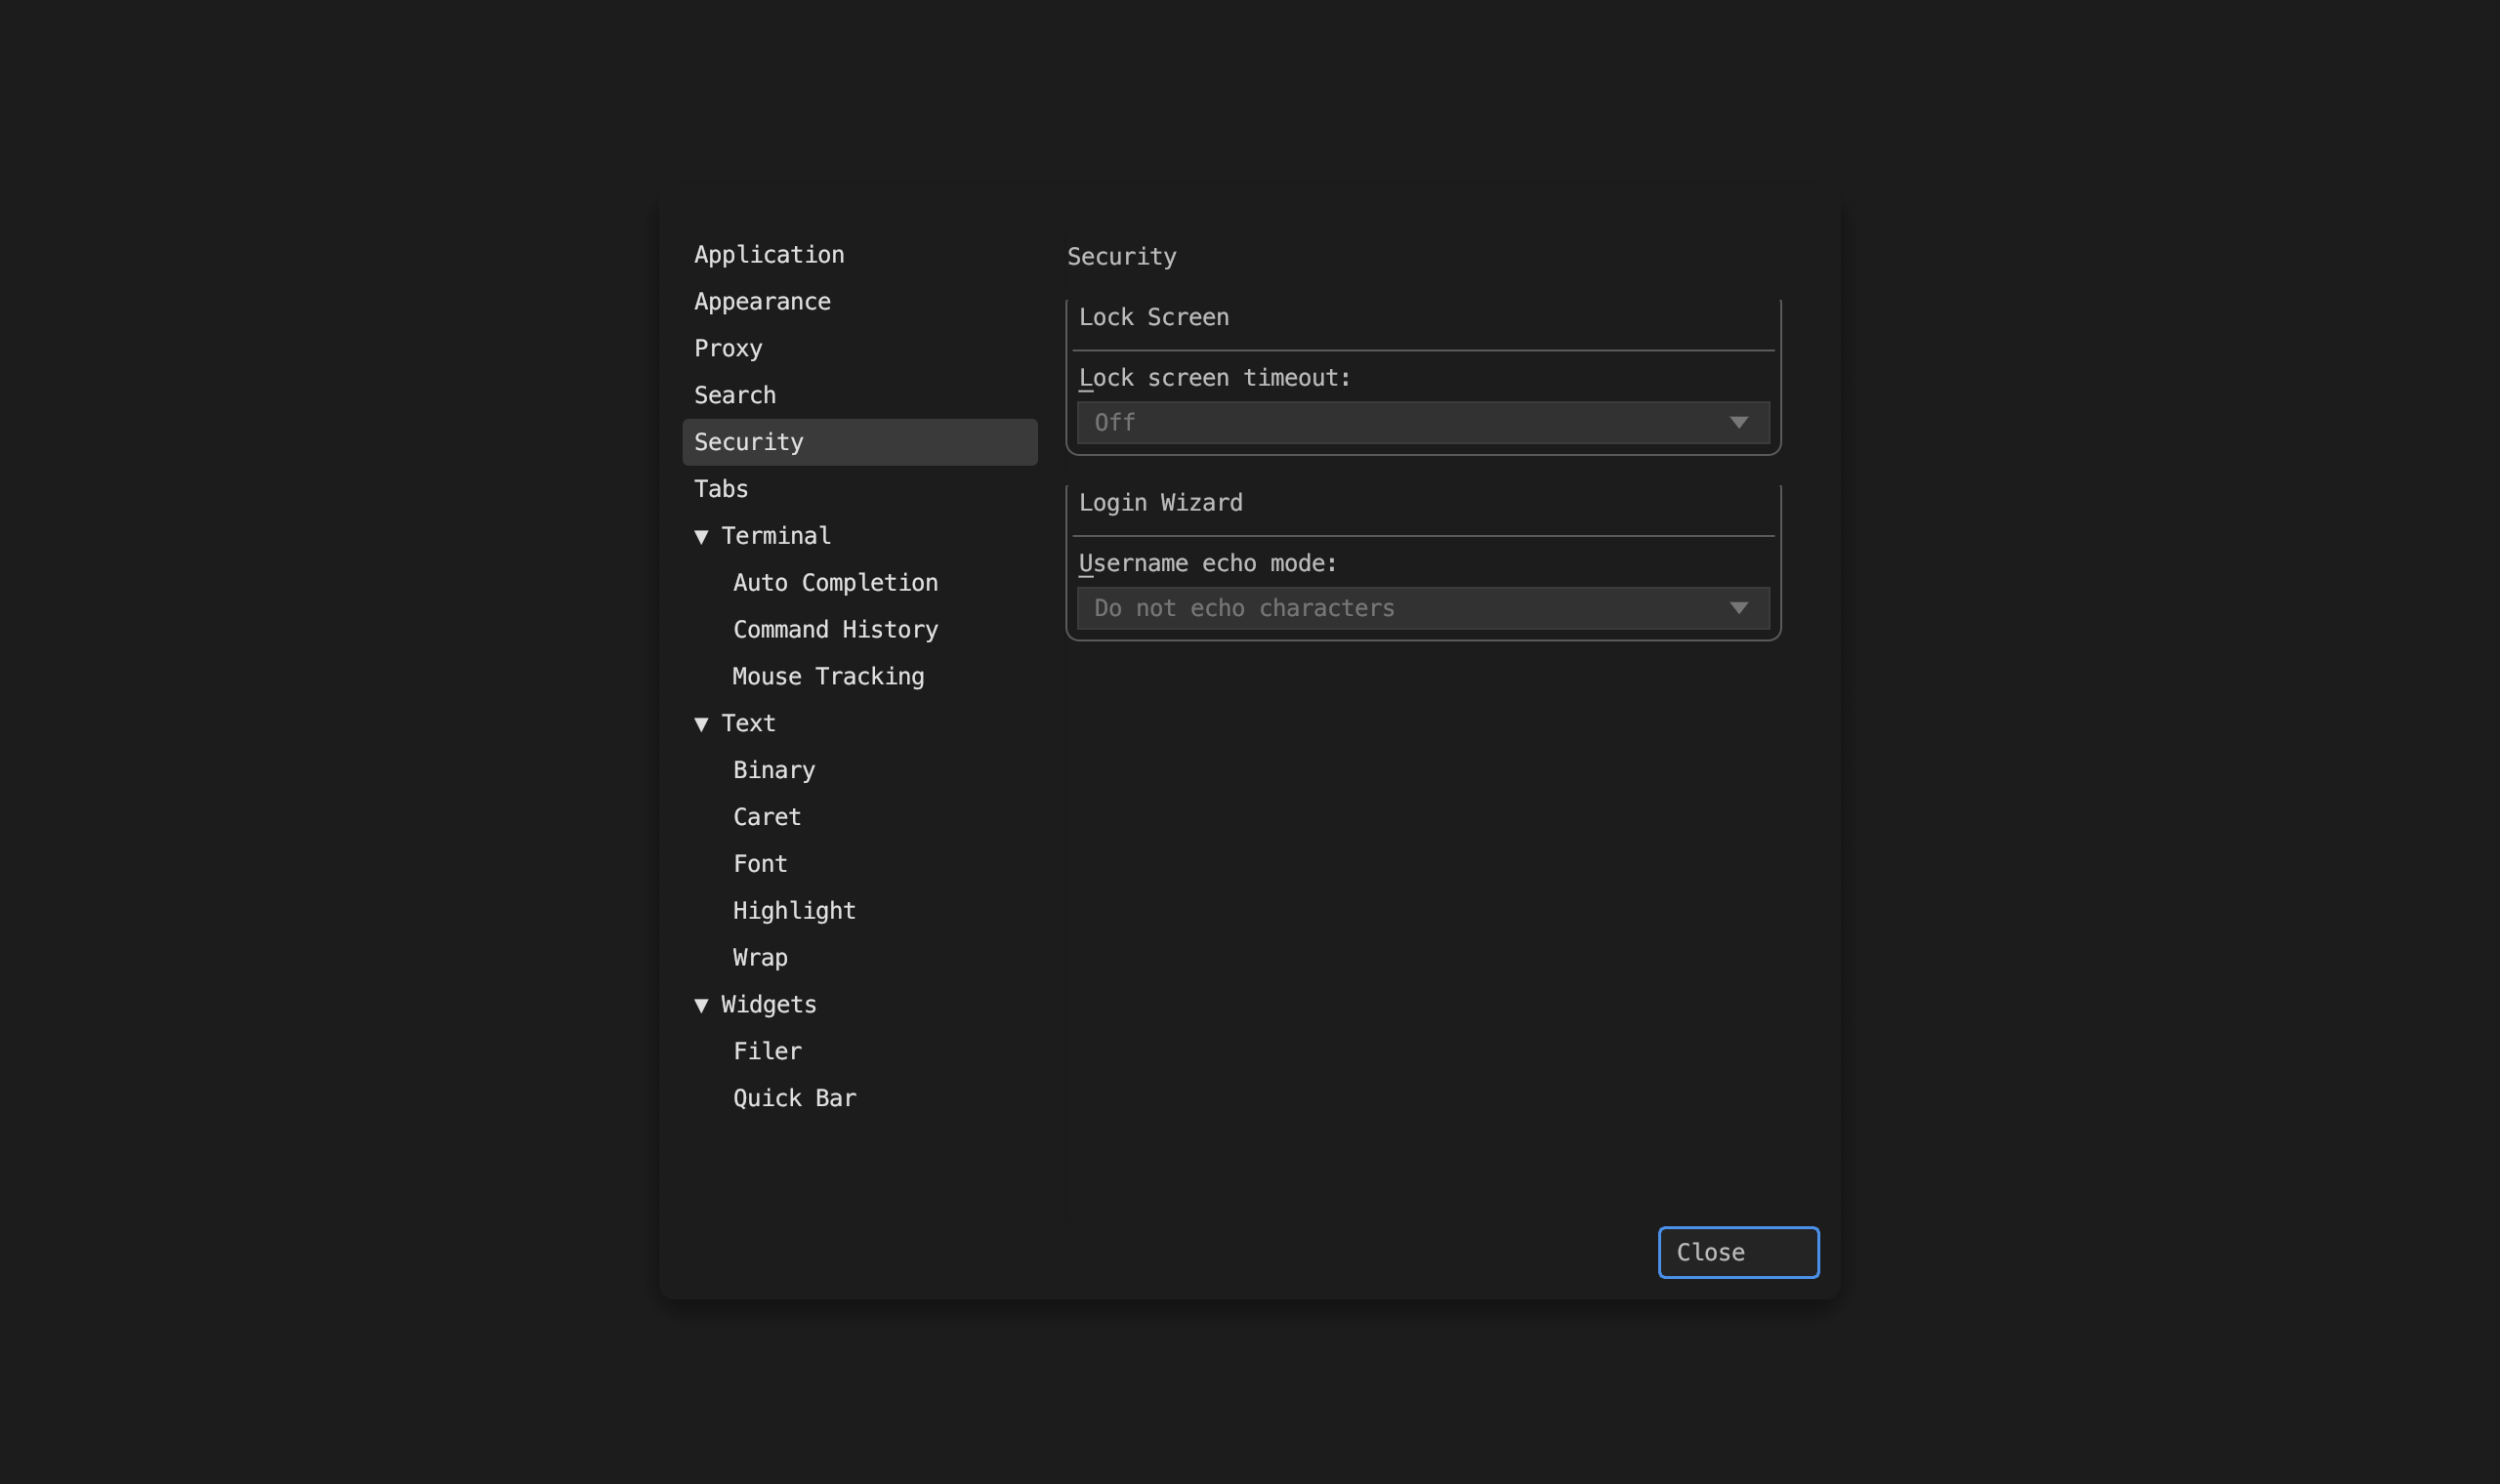 Application
Appearance
Proxy
Search
Security
Tabs
▼ Terminal
Auto Completion
Command History
Mouse Tracking
▼ Text
Binary
Caret
Font
Highlight
Wrap
▼ Widgets
Filer
Quick Bar
Security
Lock Screen
Lock screen timeout:
Off
Login Wizard
Username echo mode:
Do not echo characters
Close